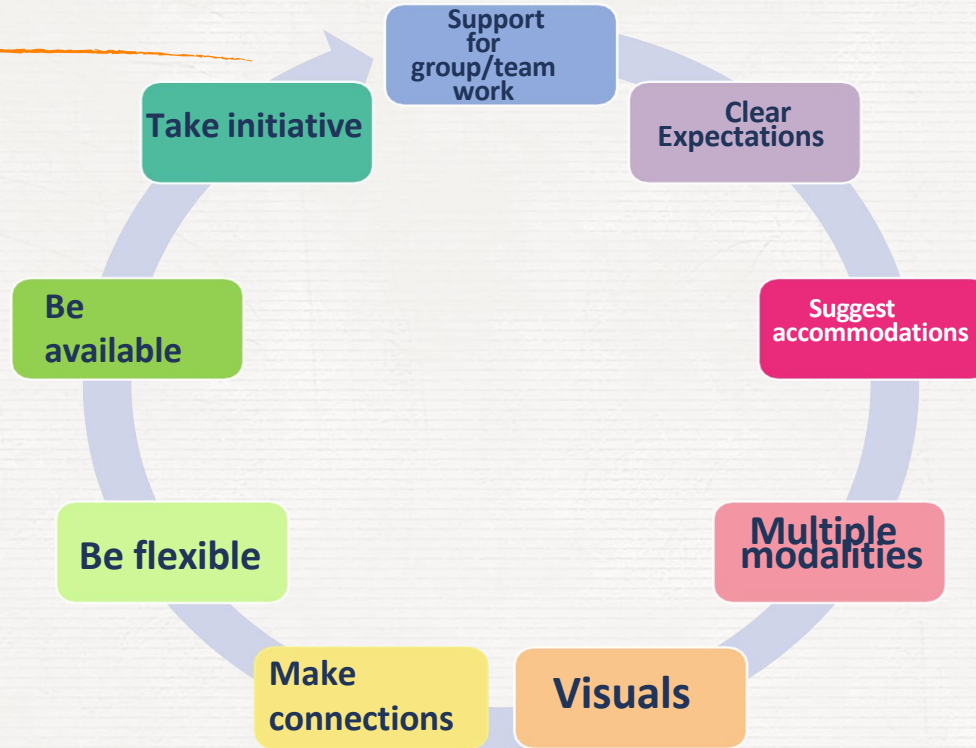 Support
for
group/team
work
Clear
Expectations
Suggest
accommodations
Multiple
modalities
Visuals
Make
connections
Be flexible
Be
available
Take initiative